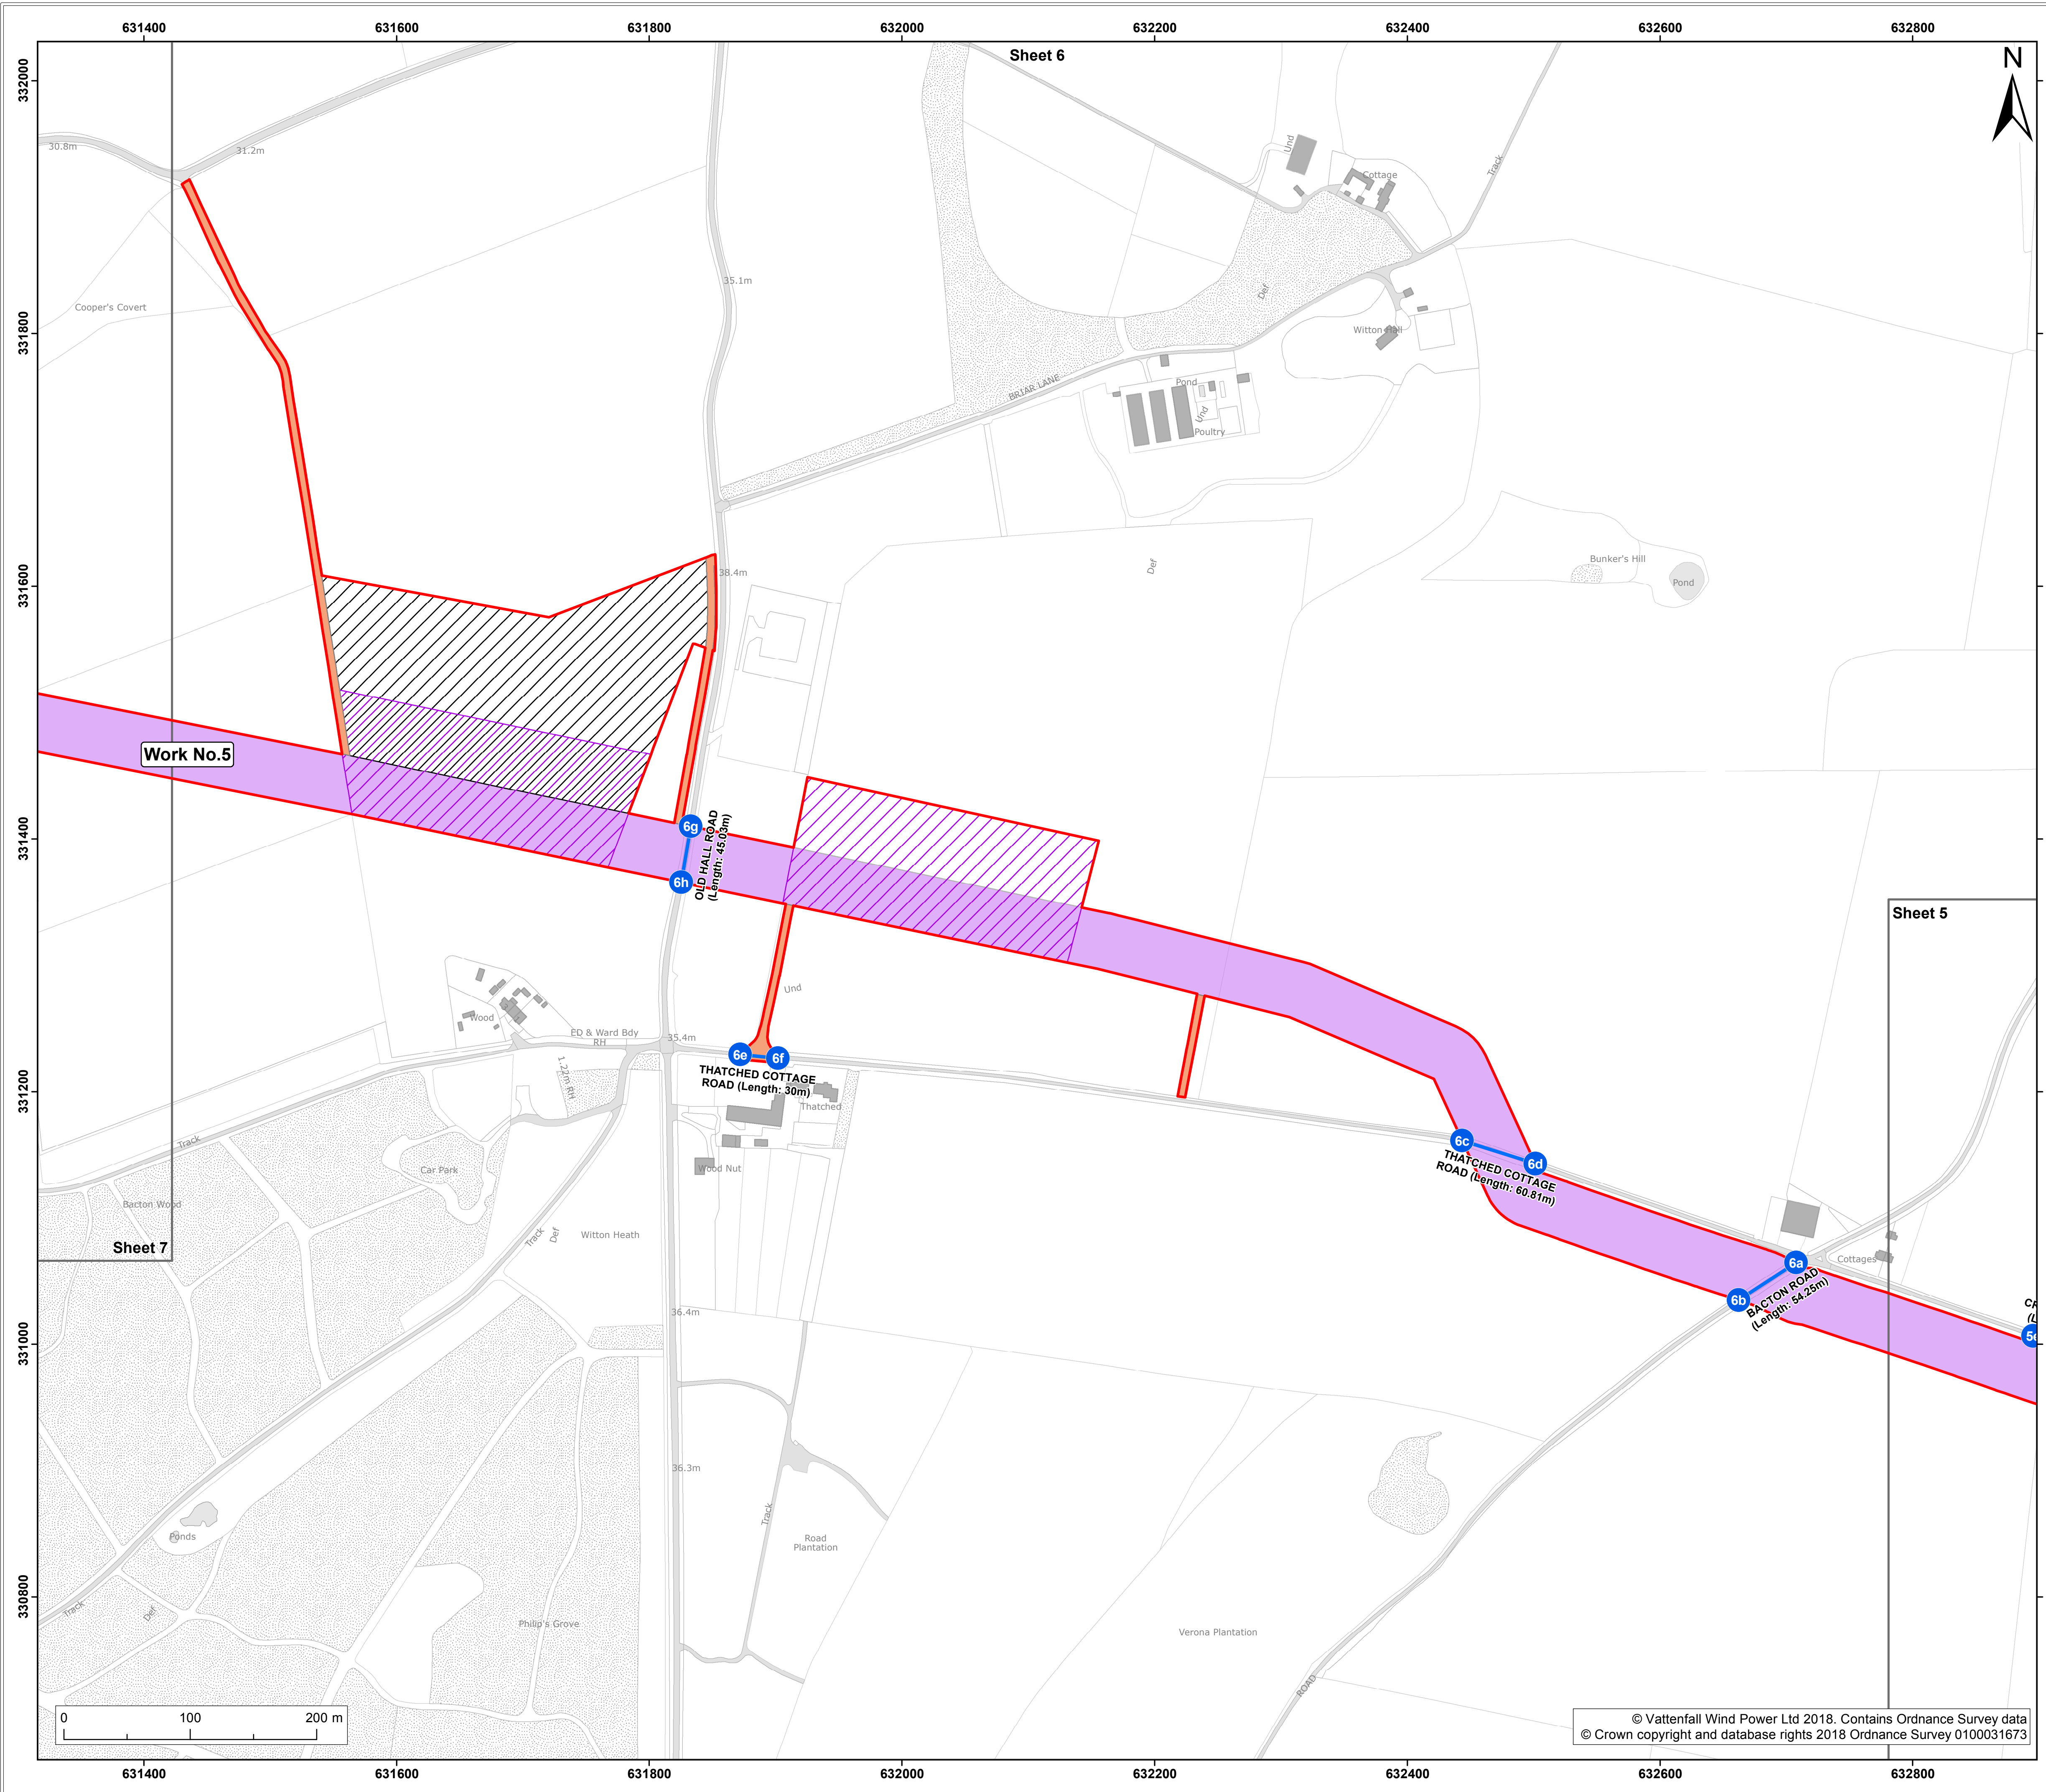 631400 631600 631800 632000 632200 632400 632600 632800
Sheet 6
N
332000
331800
331600
331400
331200
331000
330800
30.8m
31.2m
Und
Cottage
Track
35.1m
Cooper's Covert
Def
Witton Hall
BRIAR LANE
Pond
Und
Poultry
38.4m
Def
Bunker's Hill
Pond
Work No.5
6g
OLD HALL ROAD
(Length: 45.03m)
6h
Sheet 5
Und
Wood
ED & Ward Bdy
RH
35.4m
1.22m RH
6e
6f
THATCHED COTTAGE
ROAD (Length: 30m)
Thatched
Track
Car Park
Wood Nut
6c
6d
THATCHED COTTAGE
ROAD (Length: 60.81m)
Bacton Wood
Sheet 7
Track
Def
Witton Heath
Cottages
6a
6b
BACTON ROAD
(Length: 54.25m)
36.4m
36.3m
Track
Road
Plantation
Ponds
Track
Def
Philip's Grove
Verona Plantation
ROAD
0 100 200 m
© Vattenfall Wind Power Ltd 2018. Contains Ordnance Survey data
© Crown copyright and database rights 2018 Ordnance Survey 0100031673
631400 631600 631800 632000 632200 632400 632600 632800